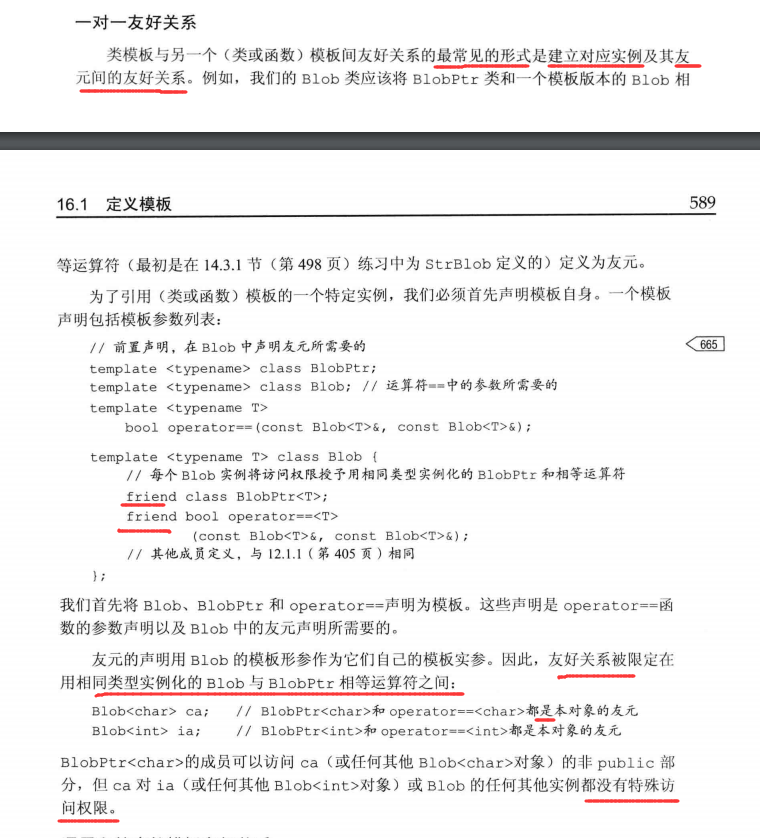 一对一友好关系
类模板与另一个（类或函数）模板间友好关系的最常见的形式是建立对应实例及其友
元间的友好关系。例如，我们的 Blob 类应该将 BlobPtr 类和一个模板版本的 Blob 相
16.1 定义模板 589
等运算符（最初是在 14.3.1 节（第 498 页）练习中为 StrBlob 定义的）定义为友元。
为了引用（类或函数）模板的一个特定实例，我们必须首先声明模板自身。一个模板
声明包括模板参数列表：
// 前置声明，在 Blob 中声明友元所需要的
665
template <typename> class BlobPtr;
template <typename> class Blob; // 运算符==中的参数所需要的
template <typename T>
bool operator==(const Blob<T>&, const Blob<T>&);
template <typename T> class Blob {
// 每个 Blob 实例将访问权限授予用相同类型实例化的 BlobPtr 和相等运算符
friend class BlobPtr<T>;
friend bool operator==<T>
(const Blob<T>&, const Blob<T>&);
// 其他成员定义，与 12.1.1（第 405 页）相同
};
我们首先将 Blob、BlobPtr 和 operator==声明为模板。这些声明是 operator==函
数的参数声明以及 Blob 中的友元声明所需要的。
友元的声明用 Blob 的模板形参作为它们自己的模板实参。因此，友好关系被限定在
用相同类型实例化的 Blob 与 BlobPtr 相等运算符之间：
Blob<char> ca; // BlobPtr<char>和 operator==<char>都是本对象的友元
Blob<int> ia; // BlobPtr<int>和 operator==<int>都是本对象的友元
BlobPtr<char>的成员可以访问 ca（或任何其他 Blob<char>对象）的非 public 部
分，但 ca 对 ia（或任何其他 Blob<int>对象）或 Blob 的任何其他实例都没有特殊访
问权限。